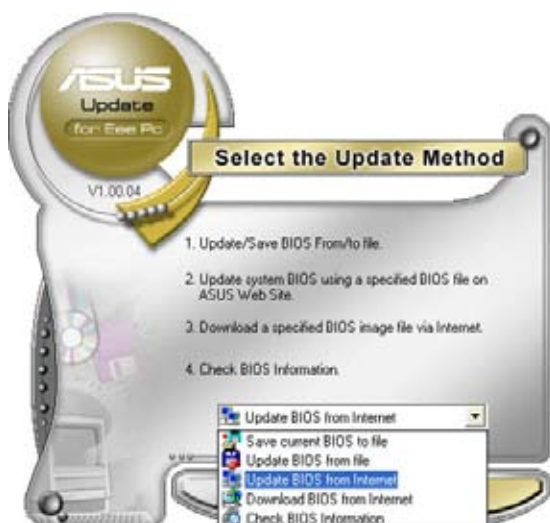 ASUS
Update
for Eee Pc
V1.00.04
Select the Update Method
1. Update/Save BIOS From/to file.
2. Update system BIOS using a specified BIOS file on
ASUS Web Site.
3. Download a specified BIOS image file via Internet.
4. Check BIOS Information.
Update BIOS from Internet
Save current BIOS to file
Update BIOS from file
Update BIOS from Internet
Download BIOS from Internet
Check BIOS Information